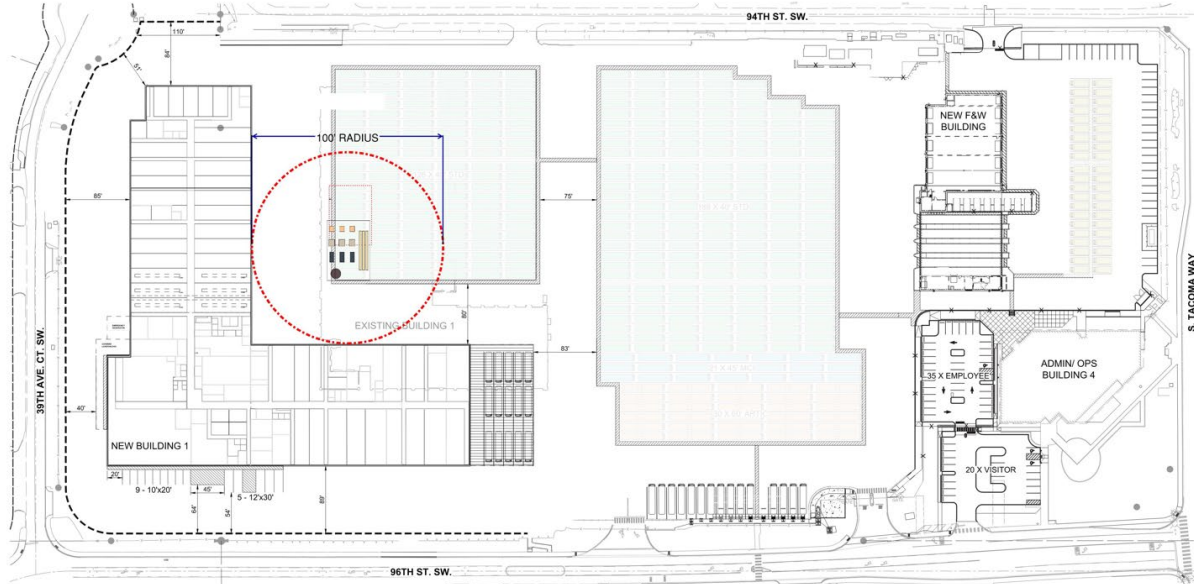 94TH ST. SW.
110'
84'
51'
NEW F&W
BUILDING
100' RADIUS
85'
75'
39TH AVE. CT. SW.
S. TACOMA WAY
80'
EXISTING BUILDING 1
83'
35 X EMPLOYEE
ADMIN/ OPS
BUILDING 4
40'
NEW BUILDING 1
20'
45'
9 - 10'x20'
5 - 12'x30'
64'
54'
89'
20 X VISITOR
96TH ST. SW.